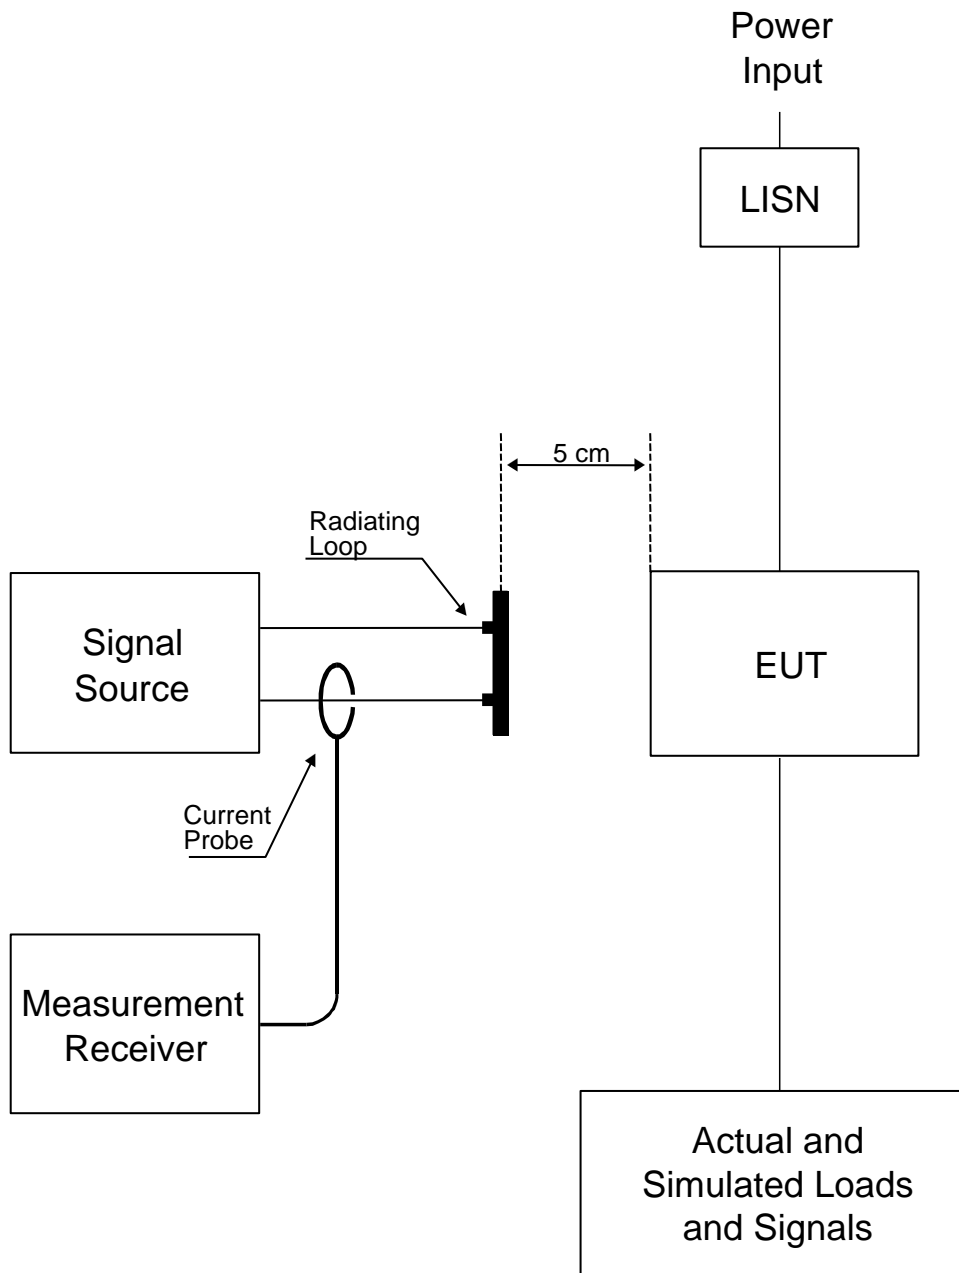 Power
Input
LISN
5 cm
Radiating
Loop
Signal
Source
EUT
Current
Probe
Measurement
Receiver
Actual and
Simulated Loads
and Signals